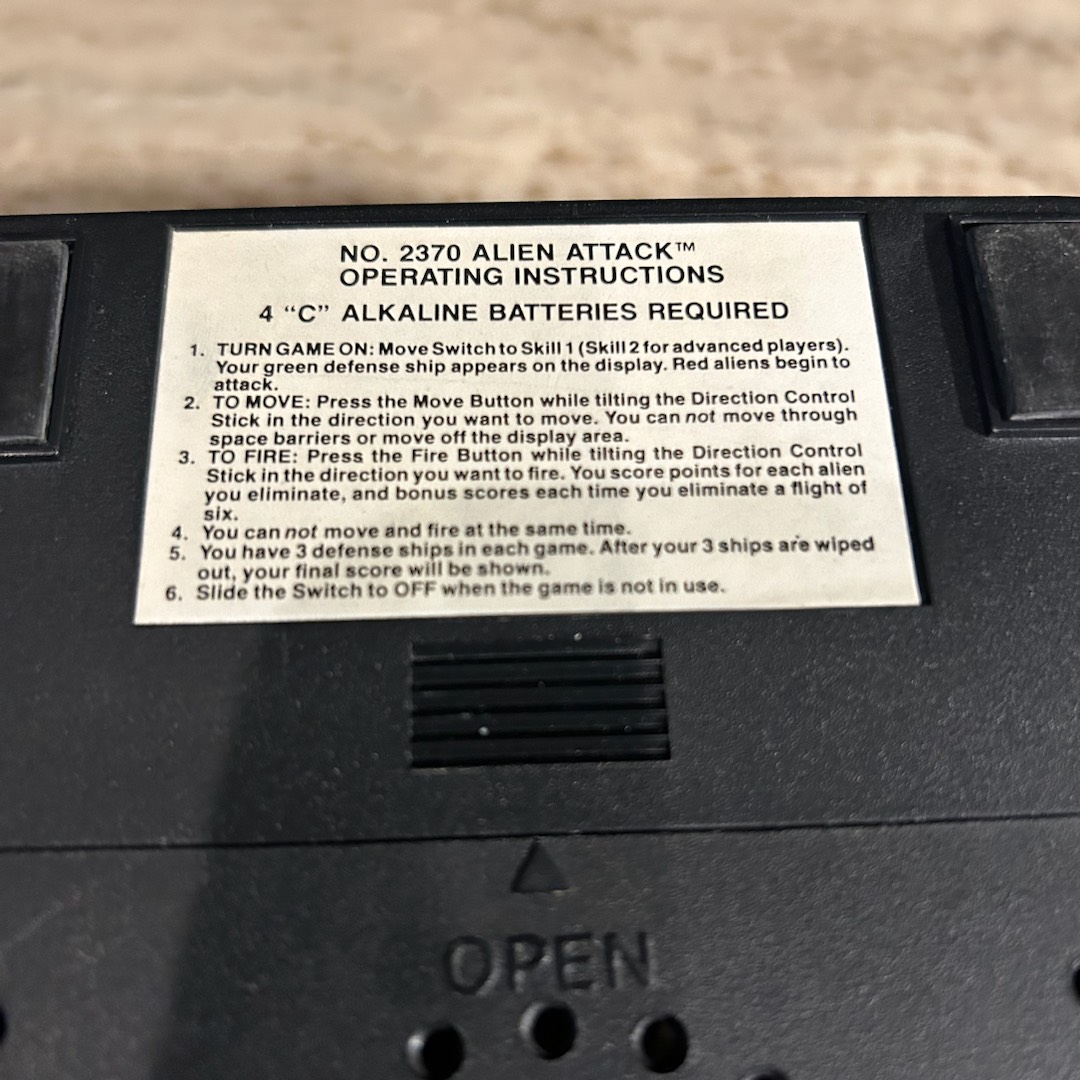 NO. 2370 ALIEN ATTACK™
OPERATING INSTRUCTIONS
4 “C” ALKALINE BATTERIES REQUIRED
1. TURN GAME ON: Move Switch to Skill 1 (Skill 2 for advanced players).
Your green defense ship appears on the display. Red aliens begin to
attack.
2. TO MOVE: Press the Move Button while tilting the Direction Control
Stick in the direction you want to move. You can not move through
space barriers or move off the display area.
3. TO FIRE: Press the Fire Button while tilting the Direction Control
Stick in the direction you want to fire. You score points for each alien
you eliminate, and bonus scores each time you eliminate a flight of
six.
4. You can not move and fire at the same time.
5. You have 3 defense ships in each game. After your 3 ships are wiped
out, your final score will be shown.
6. Slide the Switch to OFF when the game is not in use.
OPEN